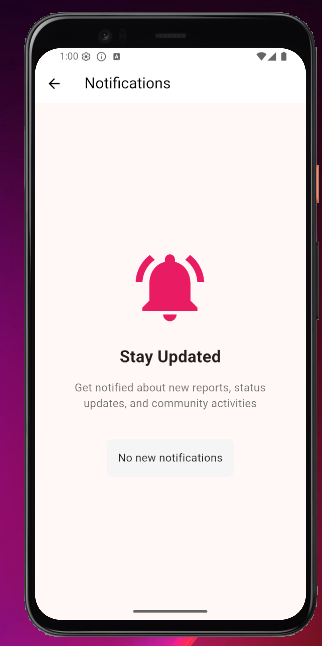 1:00
Notifications
Stay Updated
Get notified about new reports, status
updates, and community activities
No new notifications